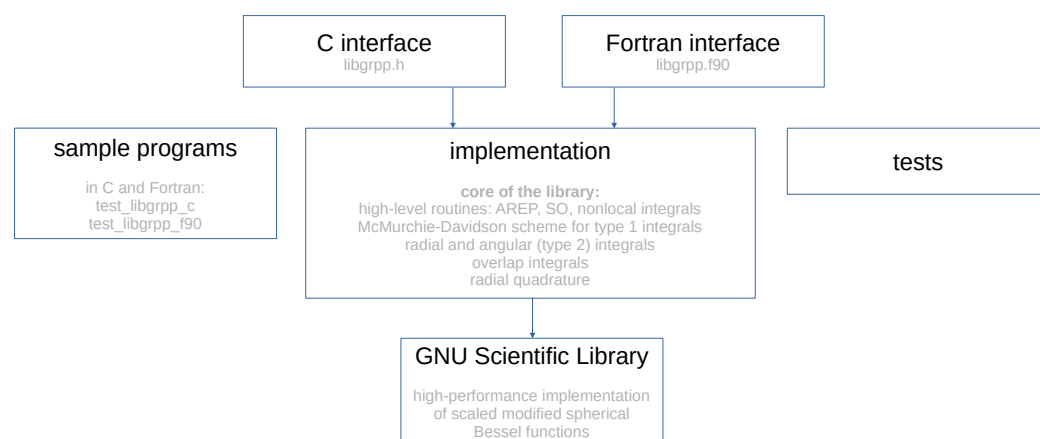 C interface
libgrpp.h
Fortran interface
libgrpp.f90
sample programs
in C and Fortran:
test_libgrpp_c
test_libgrpp_f90
implementation
core of the library:
high-level routines: AREP, SO, nonlocal integrals
McMurchie-Davidson scheme for type 1 integrals
radial and angular (type 2) integrals
overlap integrals
radial quadrature
tests
GNU Scientific Library
high-performance implementation
of scaled modified spherical
Bessel functions